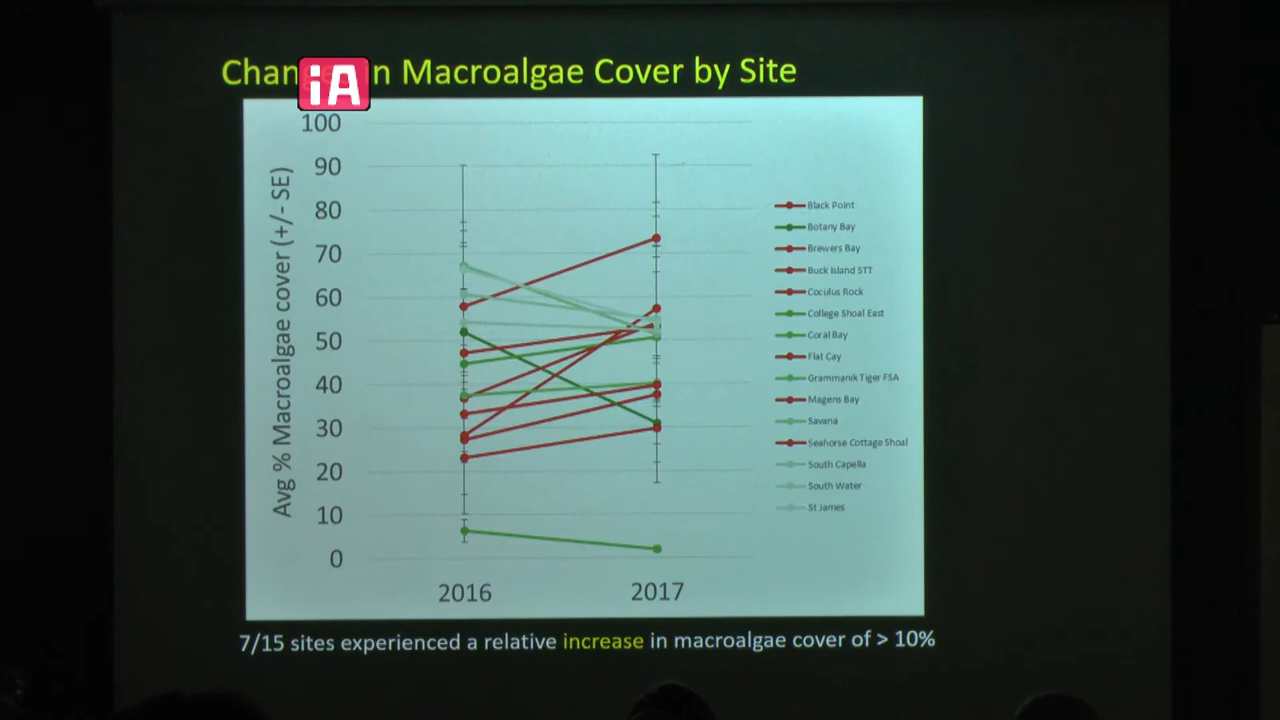 Chan n Macroalgae Cover by Site
iA
100
90
80
70
60
50
40
30
20
10
0
Avg % Macroalgae cover (+/- SE)
2016
2017
Black Point
Botany Bay
Brewers Bay
Buck Island STT
Coculus Rock
College Shoal East
Coral Bay
Flat Cay
Grammanik Tiger FSA
Magens Bay
Savana
Seahorse Cottage Shoal
South Capella
South Water
St James
7/15 sites experienced a relative increase in macroalgae cover of > 10%